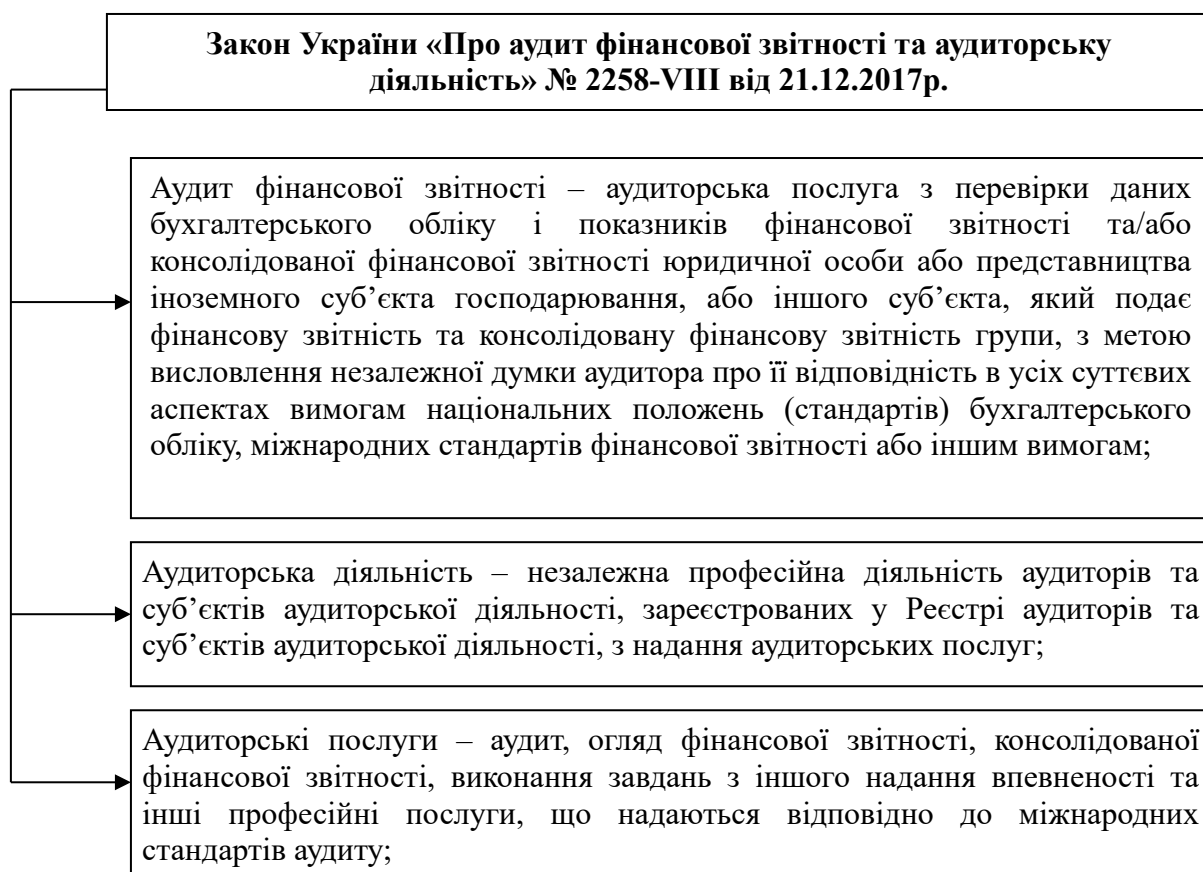 Закон України «Про аудит фінансової звітності та аудиторську
діяльність» № 2258-VIII від 21.12.2017р.
Аудит фінансової звітності – аудиторська послуга з перевірки даних
бухгалтерського обліку і показників фінансової звітності та/або
консолідованої фінансової звітності юридичної особи або представництва
іноземного суб’єкта господарювання, або іншого суб’єкта, який подає
фінансову звітність та консолідовану фінансову звітність групи, з метою
висловлення незалежної думки аудитора про її відповідність в усіх суттєвих
аспектах вимогам національних положень (стандартів) бухгалтерського
обліку, міжнародних стандартів фінансової звітності або іншим вимогам;
Аудиторська діяльність – незалежна професійна діяльність аудиторів та
суб’єктів аудиторської діяльності, зареєстрованих у Реєстрі аудиторів та
суб’єктів аудиторської діяльності, з надання аудиторських послуг;
Аудиторські послуги – аудит, огляд фінансової звітності, консолідованої
фінансової звітності, виконання завдань з іншого надання впевненості та
інші професійні послуги, що надаються відповідно до міжнародних
стандартів аудиту;